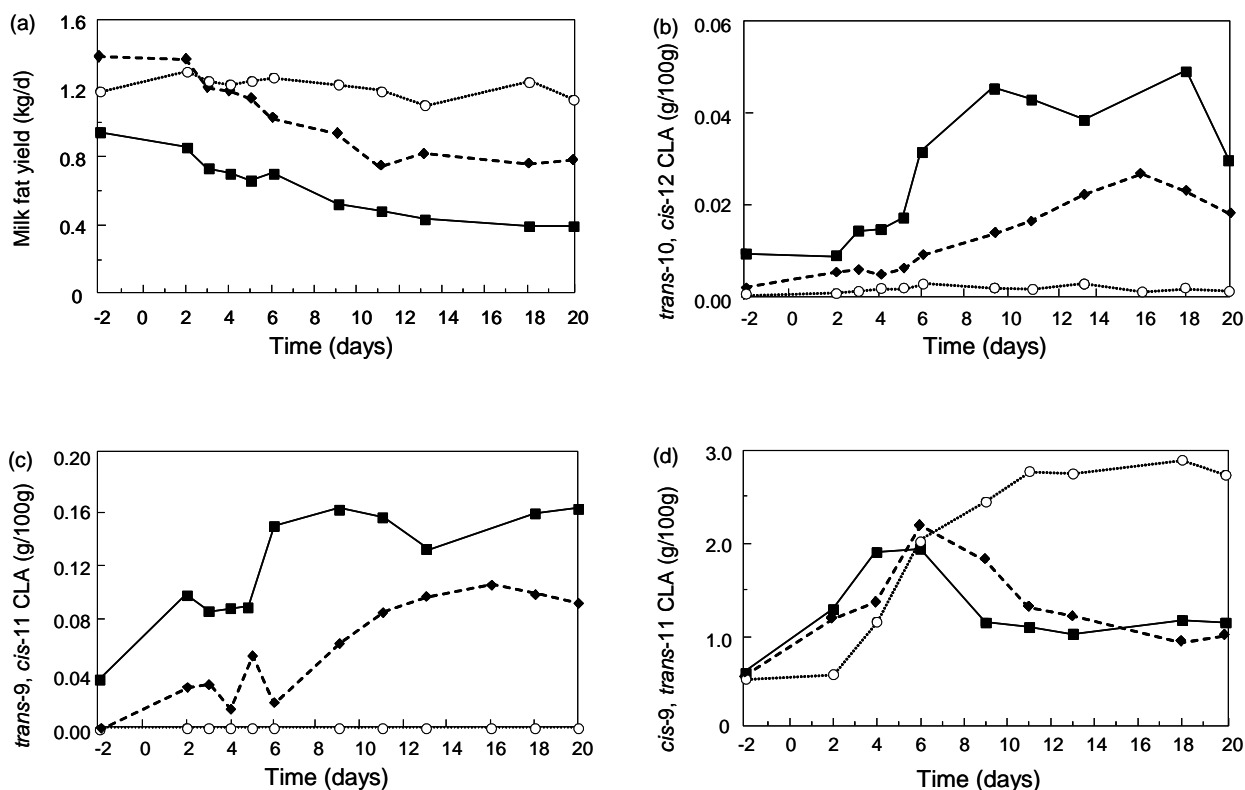 (a)
Milk fat yield (kg/d)
1.6
1.2
0.8
0.4
0
-2 0 2 4 6 8 10 12 14 16 18 20
Time (days)
(b)
trans-10, cis-12 CLA (g/100g)
0.06
0.04
0.02
0.00
-2 0 2 4 6 8 10 12 14 16 18 20
Time (days)
(c)
trans-9, cis-11 CLA (g/100g)
0.20
0.16
0.12
0.08
0.04
0.00
-2 0 2 4 6 8 10 12 14 16 18 20
Time (days)
(d)
cis-9, trans-11 CLA (g/100g)
3.0
2.0
1.0
0
-2 0 2 4 6 8 10 12 14 16 18 20
Time (days)